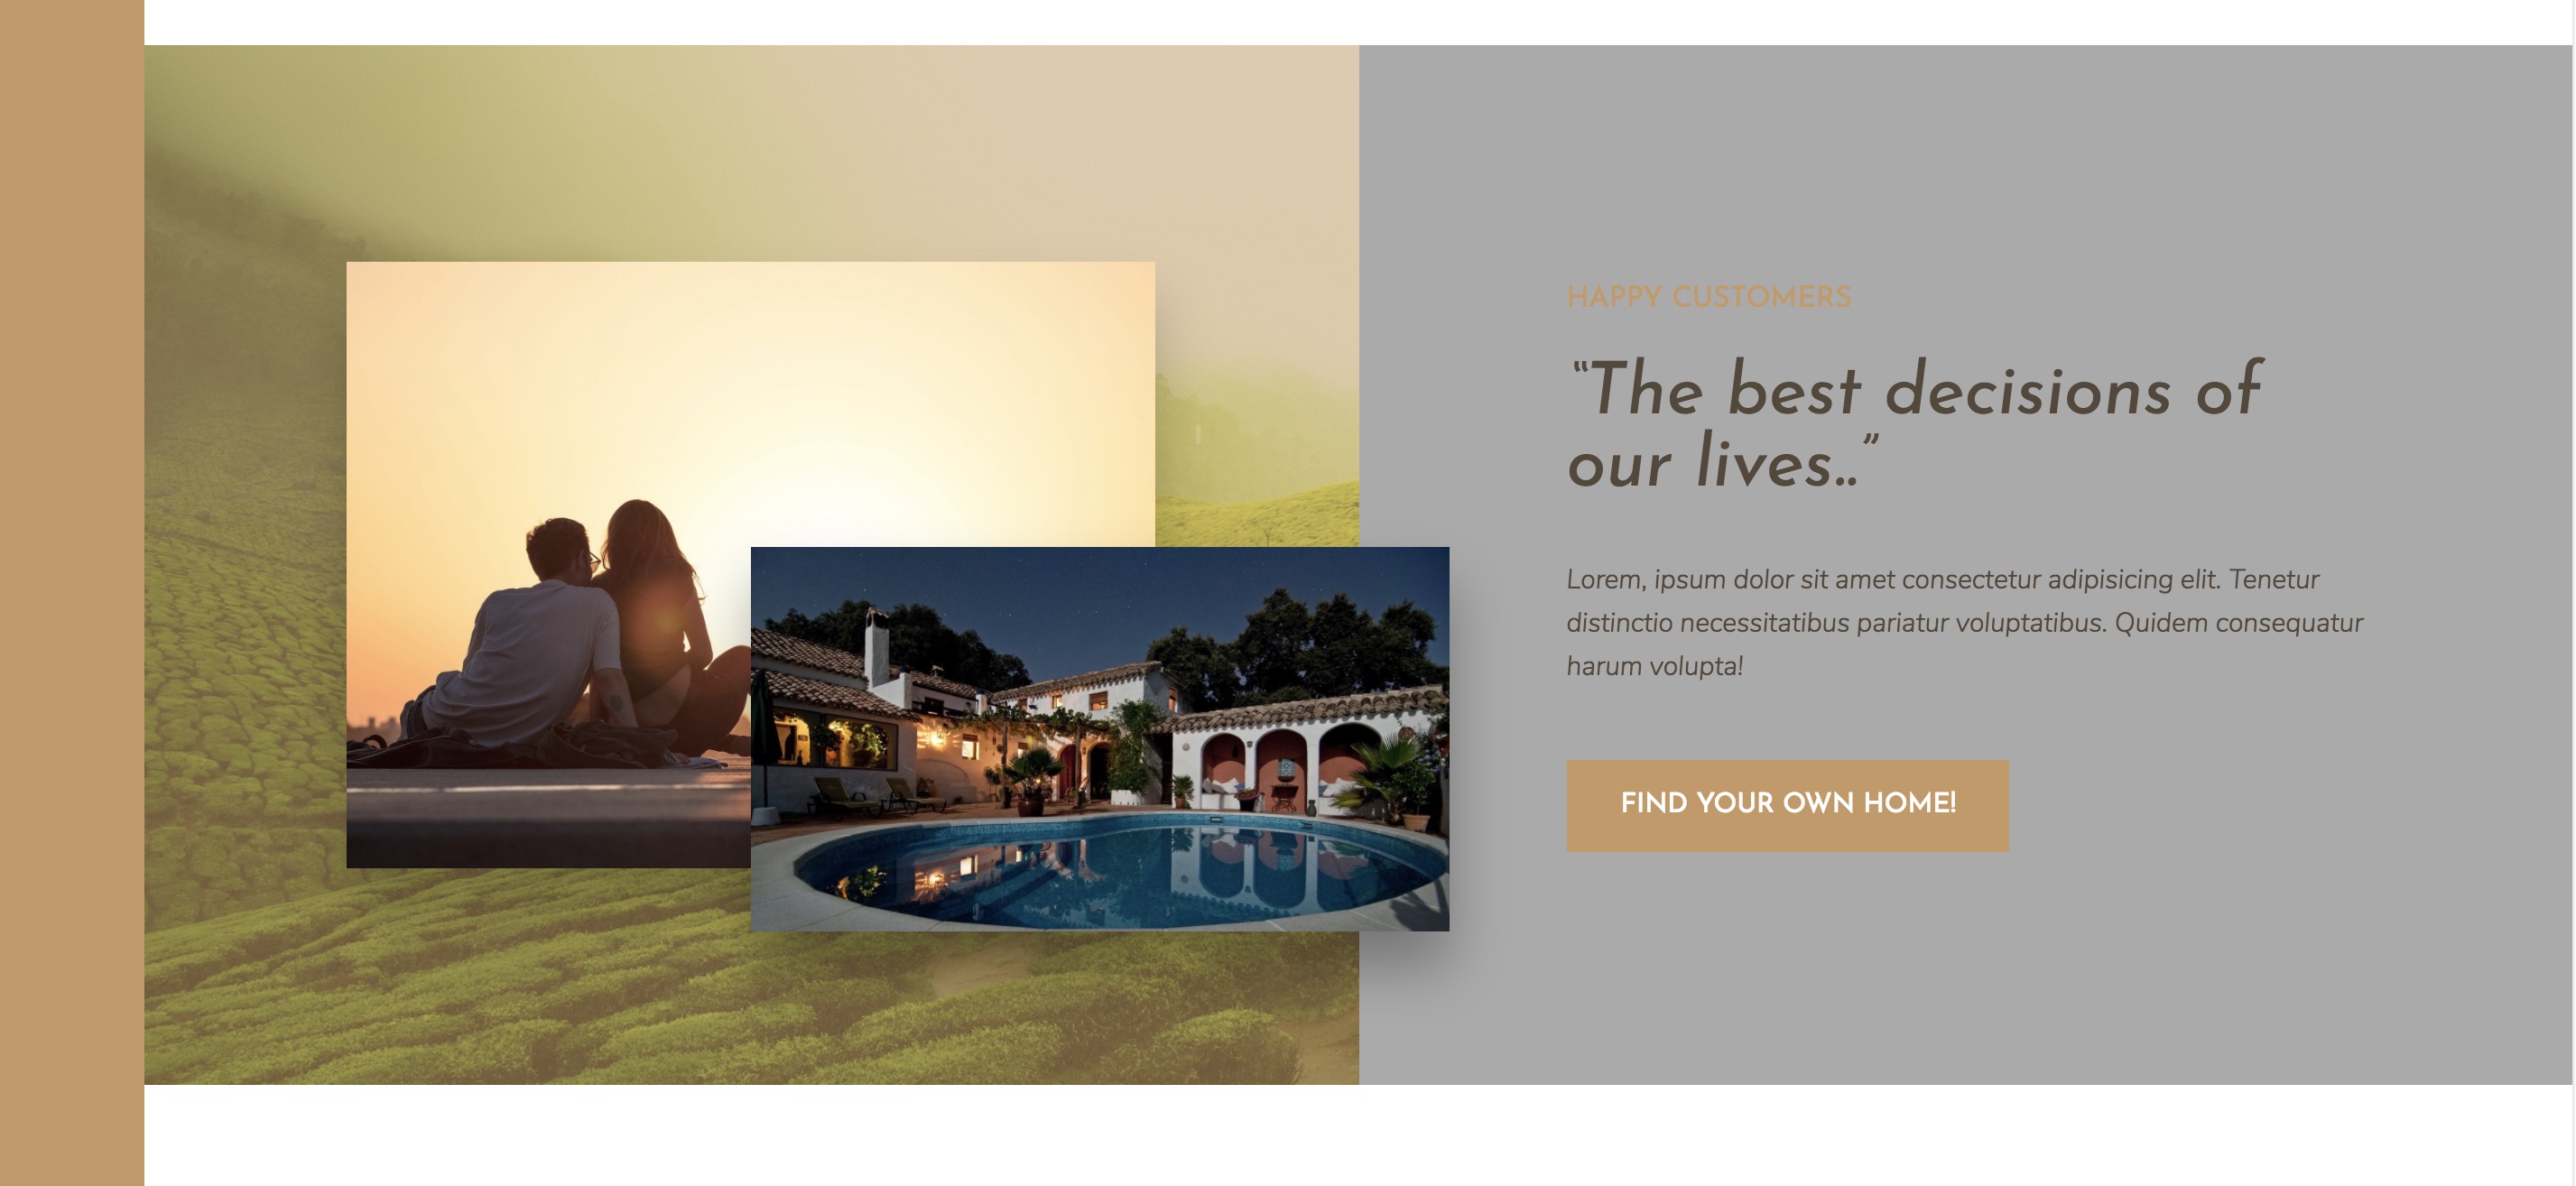 HAPPY CUSTOMERS
“The best decisions of
our lives..”
Lorem, ipsum dolor sit amet consectetur adipisicing elit. Tenetur
distinctio necessitatibus pariatur voluptatibus. Quidem consequatur
harum volupta!
FIND YOUR OWN HOME!